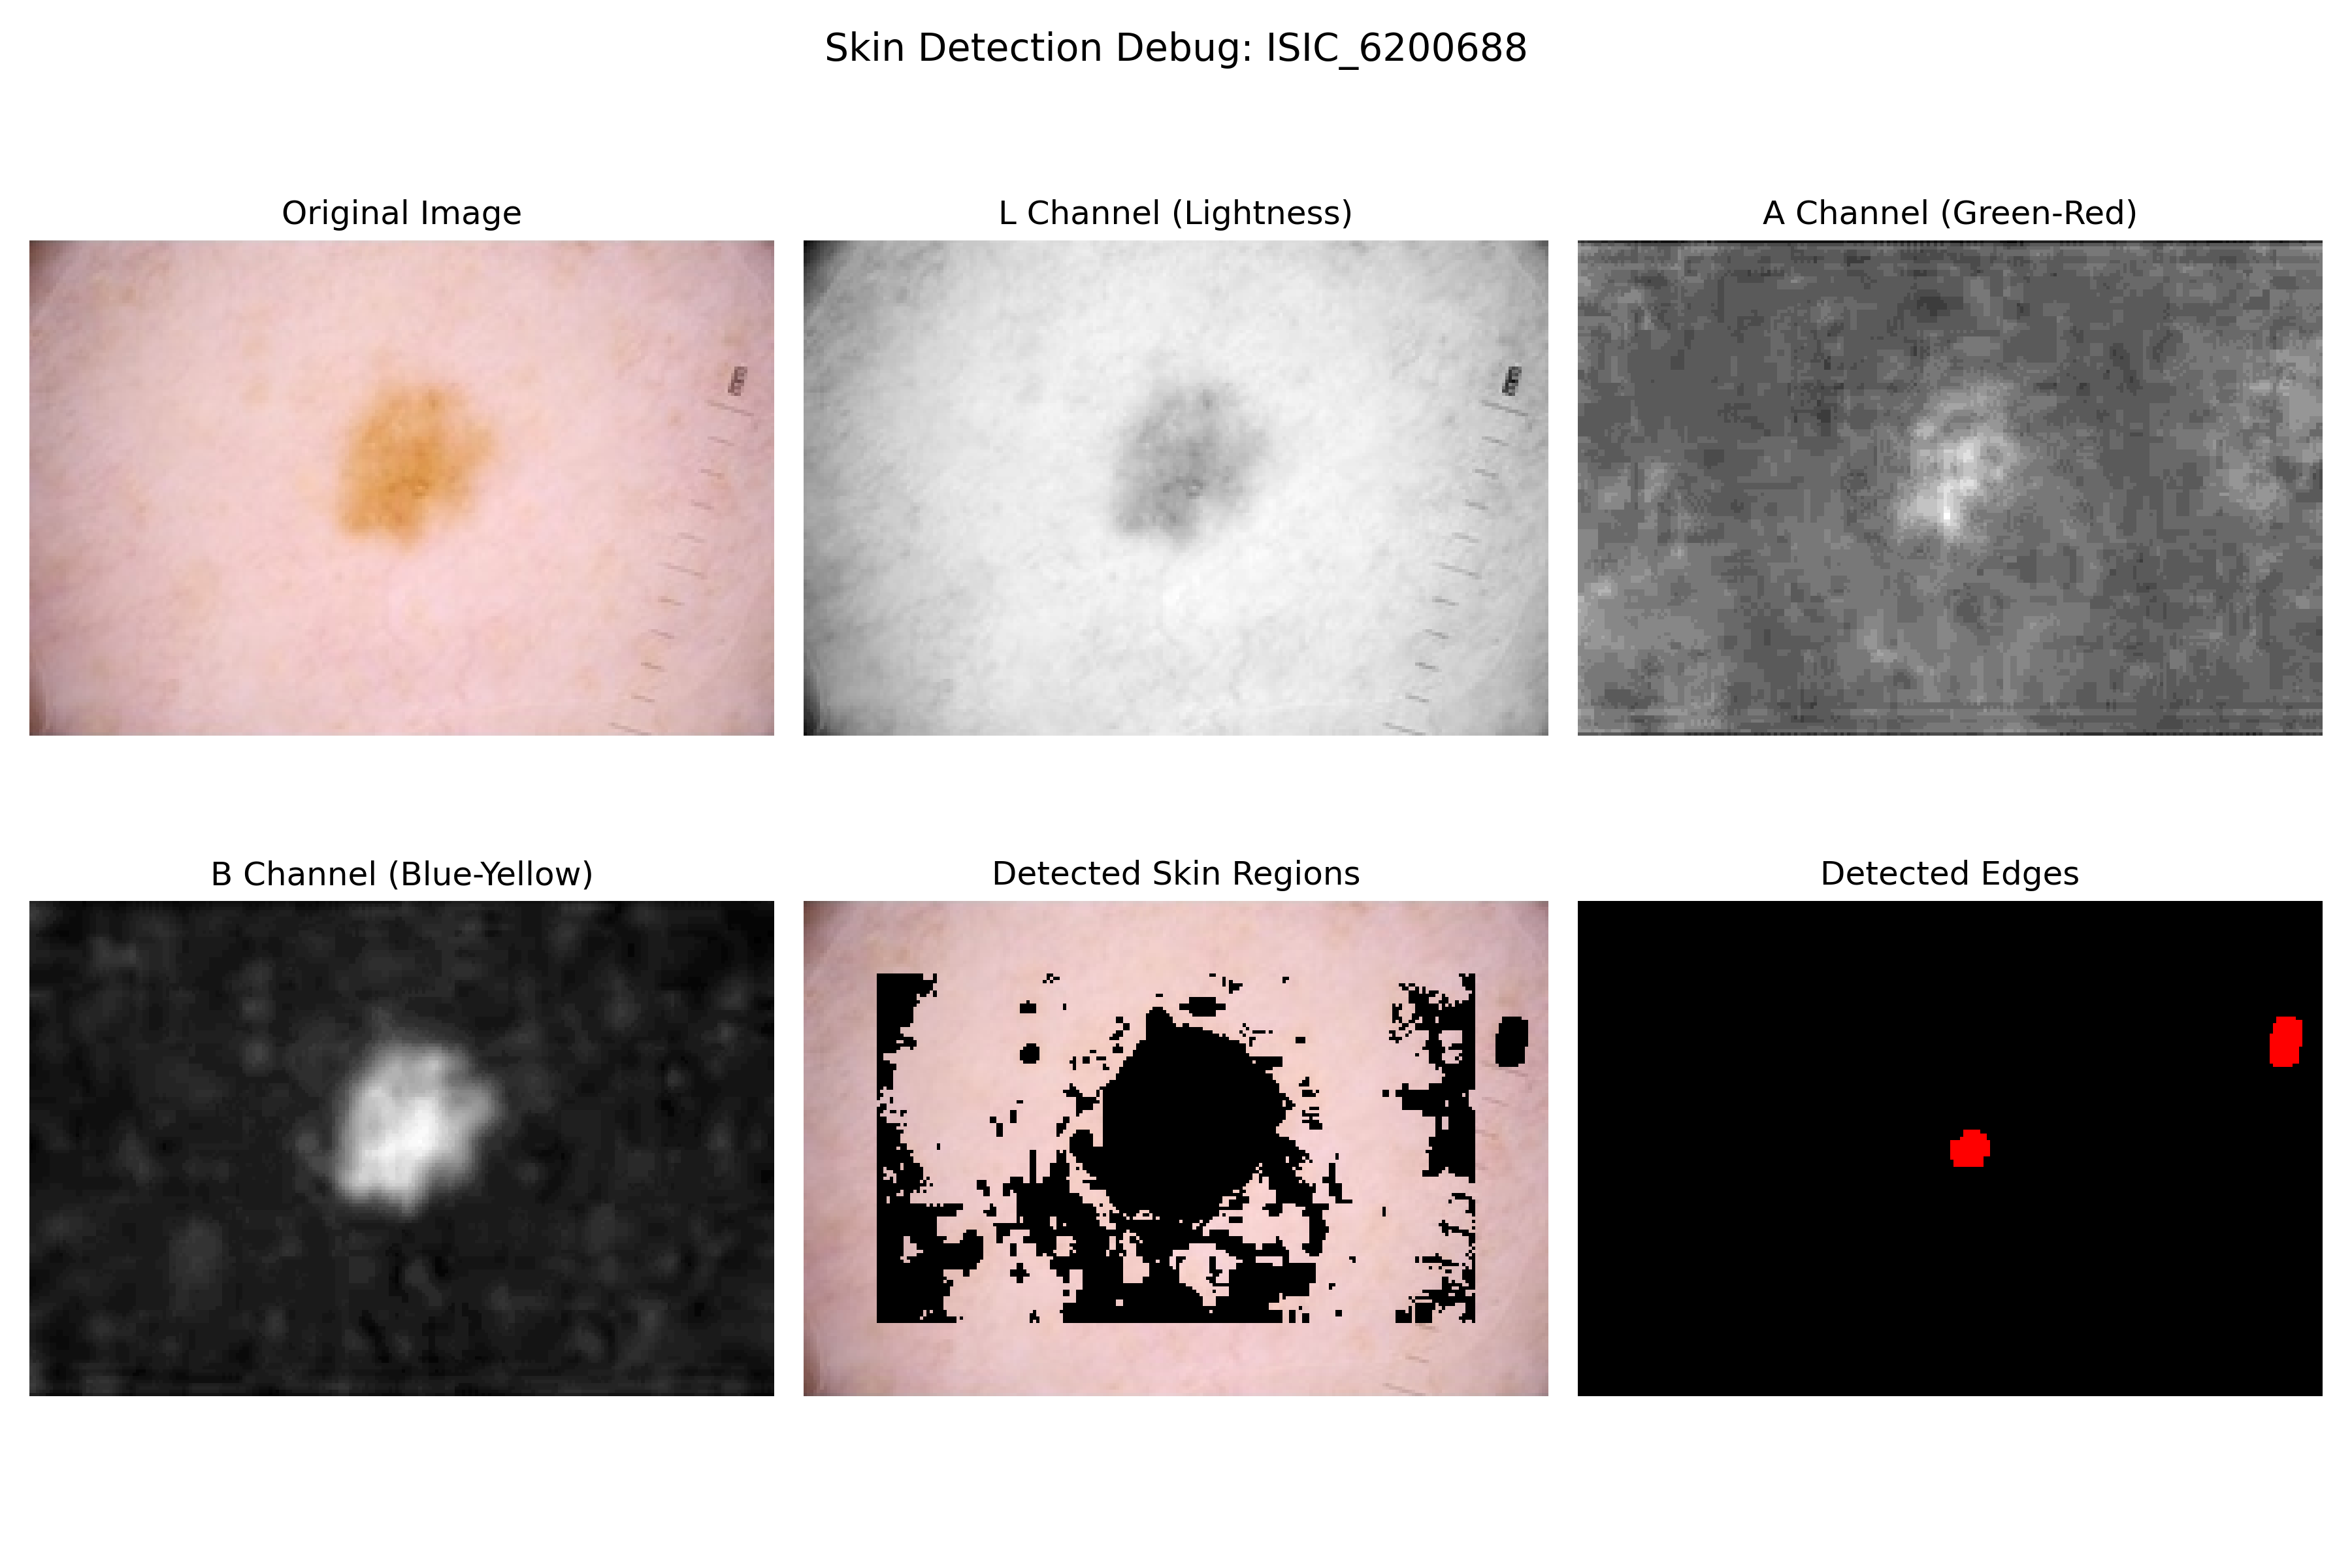 Skin Detection Debug: ISIC_6200688
Original Image
L Channel (Lightness)
A Channel (Green-Red)
B Channel (Blue-Yellow)
Detected Skin Regions
Detected Edges